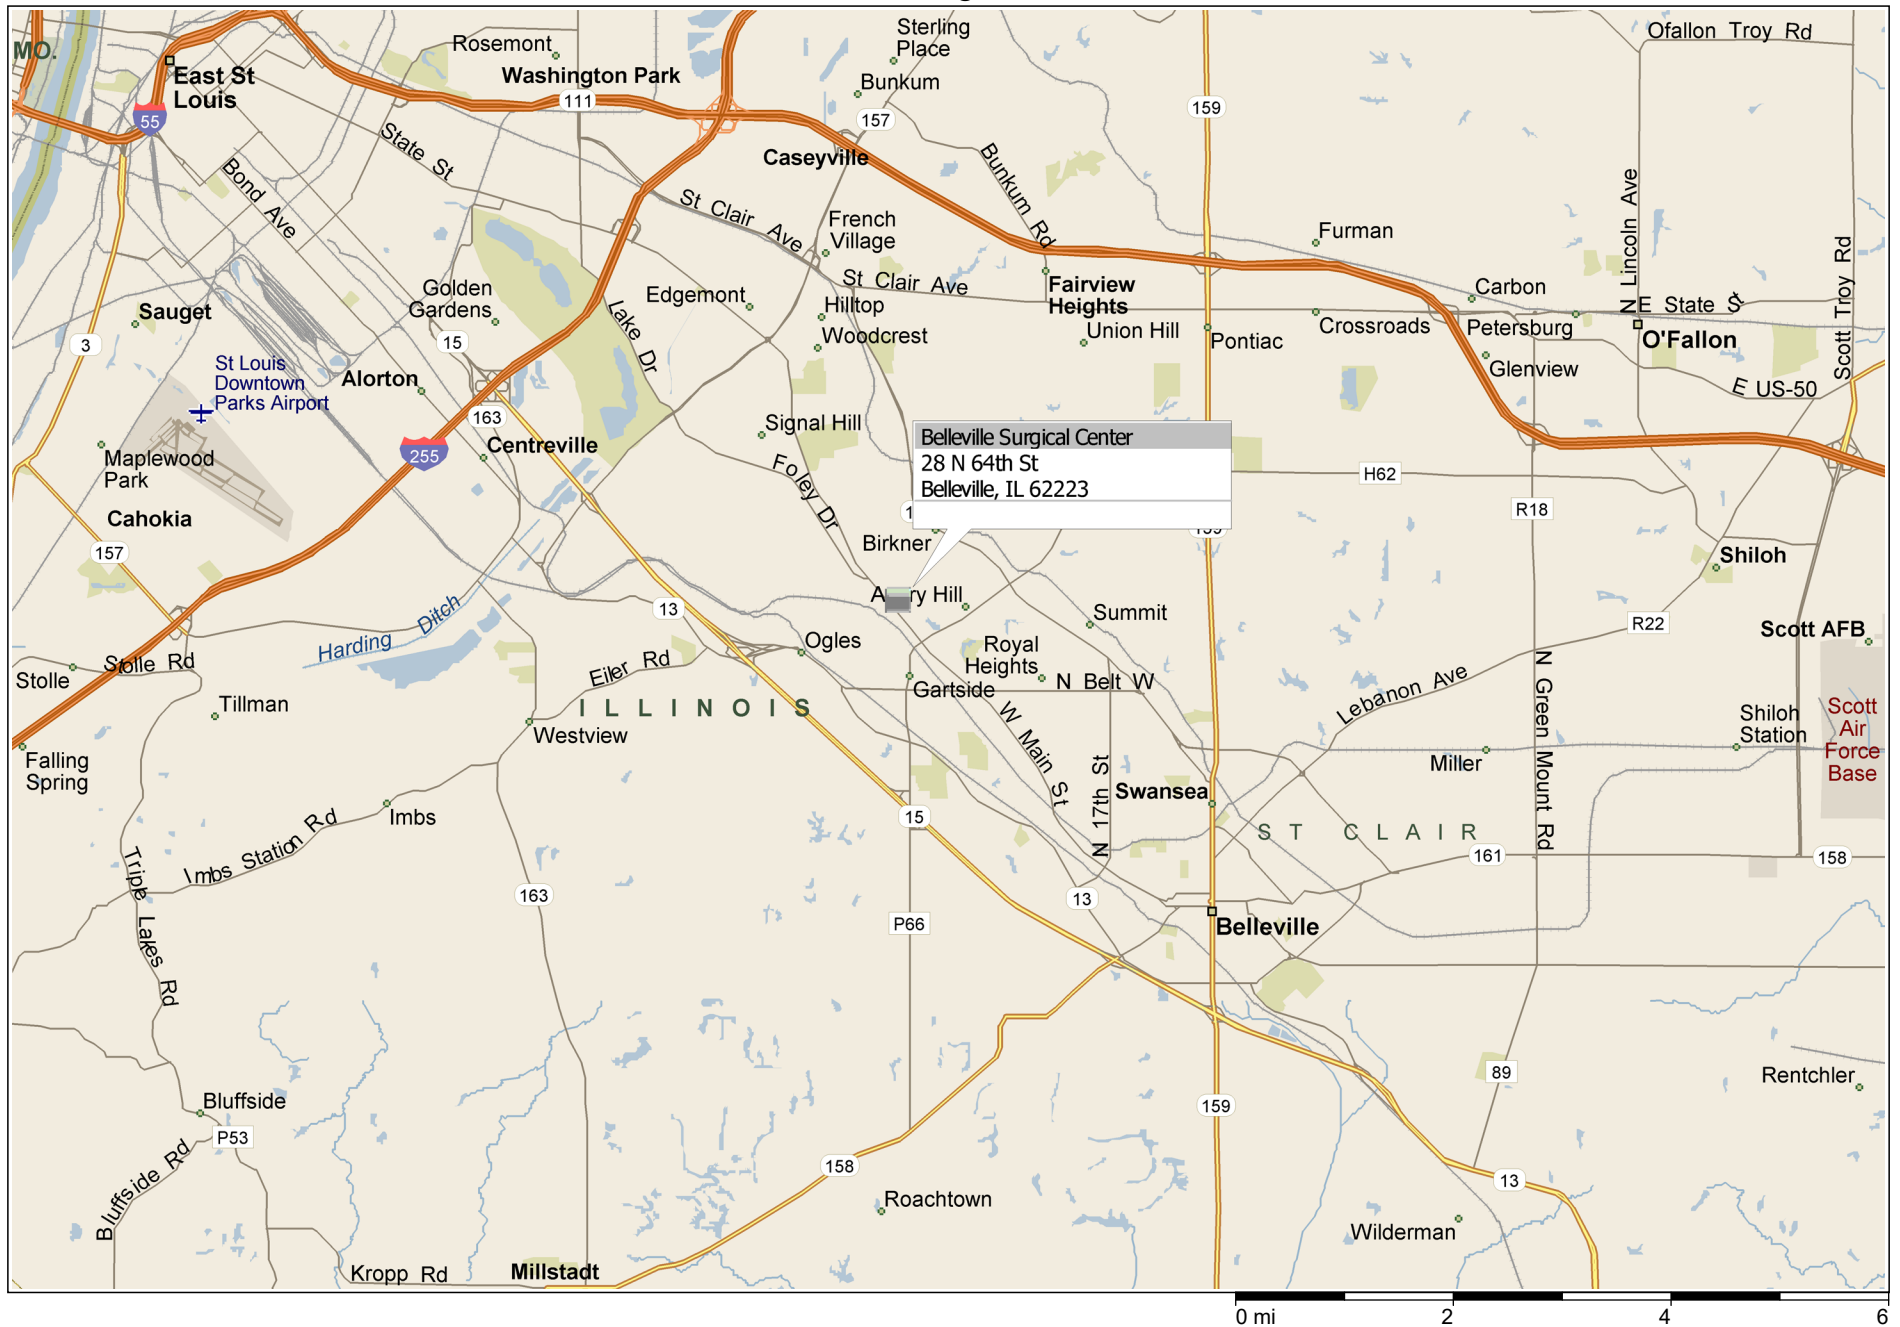 MO.
East St
Louis
55
Rosemont
Washington Park
111
Sterling
Place
Bunkum
157
Caseyville
159
Ofallon Troy Rd
State St
Bond Ave
St Clair Ave
French
Village
Bunkum Rd
Furman
N Lincoln Ave
Scott Troy Rd
Golden
Gardens
Edgemont
St Clair Ave
Hilltop
Woodcrest
Fairview
Heights
Union Hill
Pontiac
Crossroads
Carbon
Petersburg
E State St
O'Fallon
Glenview
E US-50
Sauget
3
15
Lake Dr
St Louis
Downtown
Parks Airport
Alorton
163
Centreville
255
Signal Hill
Foley Dr
Maplewood
Park
Cahokia
157
Belleville Surgical Center
28 N 64th St
Belleville, IL 62223
H62
R18
159
Birkner
Shiloh
Harding Ditch
13
Hill
Summit
R22
Scott AFB
Stolle
Stolle Rd
Ogles
Royal
Heights
Eiler Rd
Gartside
N Belt W
Lebanon Ave
N Green Mount Rd
Tillman
ILLINOIS
Westview
W Main St
N 17th St
Shiloh
Station
Scott
Air
Force
Base
Miller
Falling
Spring
Swansea
Imbs
Imbs Station Rd
15
ST CLAIR
161
158
Triple Lakes Rd
163
13
P66
Belleville
89
Rentchler
Bluffside
P53
159
Bluffside Rd
158
13
Roachtown
Wilderman
Kropp Rd
Millstadt
0 mi 2 4 6